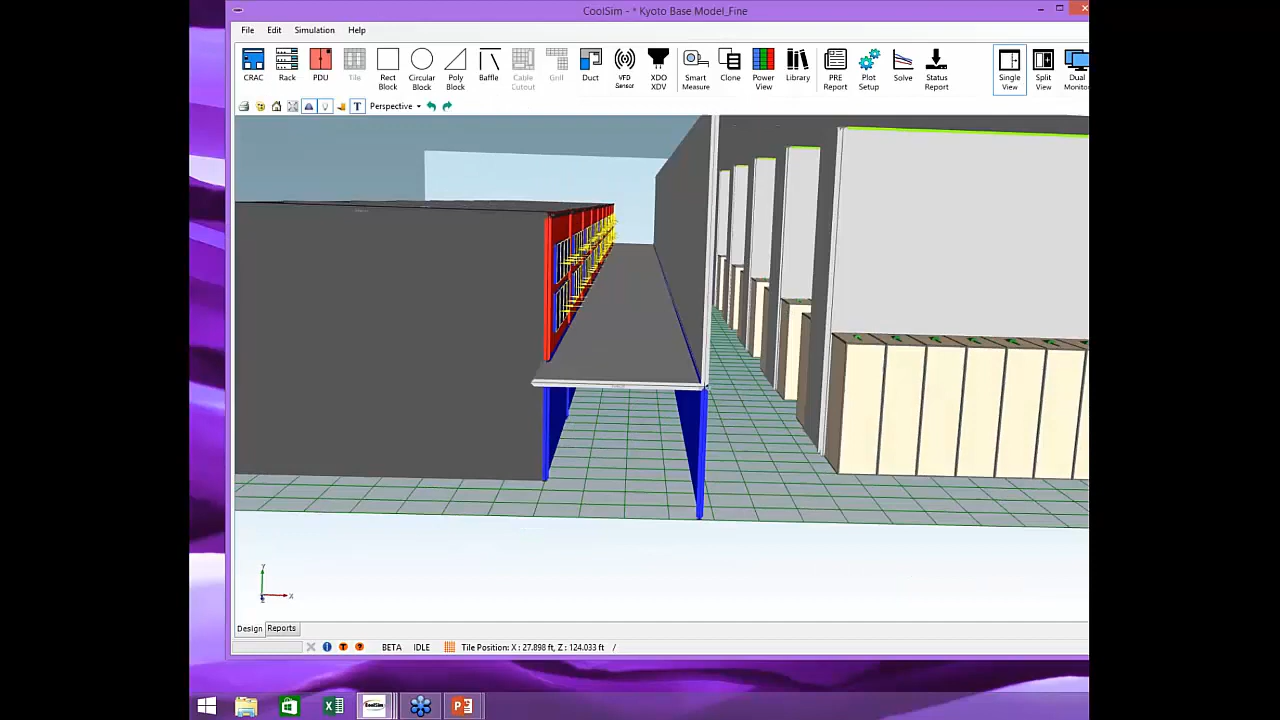 CoolSim - * Kyoto Base Model_Fine
File Edit Simulation Help
CRAC Rack PDU Tile Rect Block Circular Block Poly Block Baffle Cable Cutout Grill Duct VFD Sensor XDO XDV Smart Measure Clone Power View Library PRE Report Plot Setup Solve Status Report Single View Split View Dual Monito
T Perspective
Y
X
Design Reports
BETA IDLE Tile Position: X : 27.898 ft, Z : 124.033 ft /